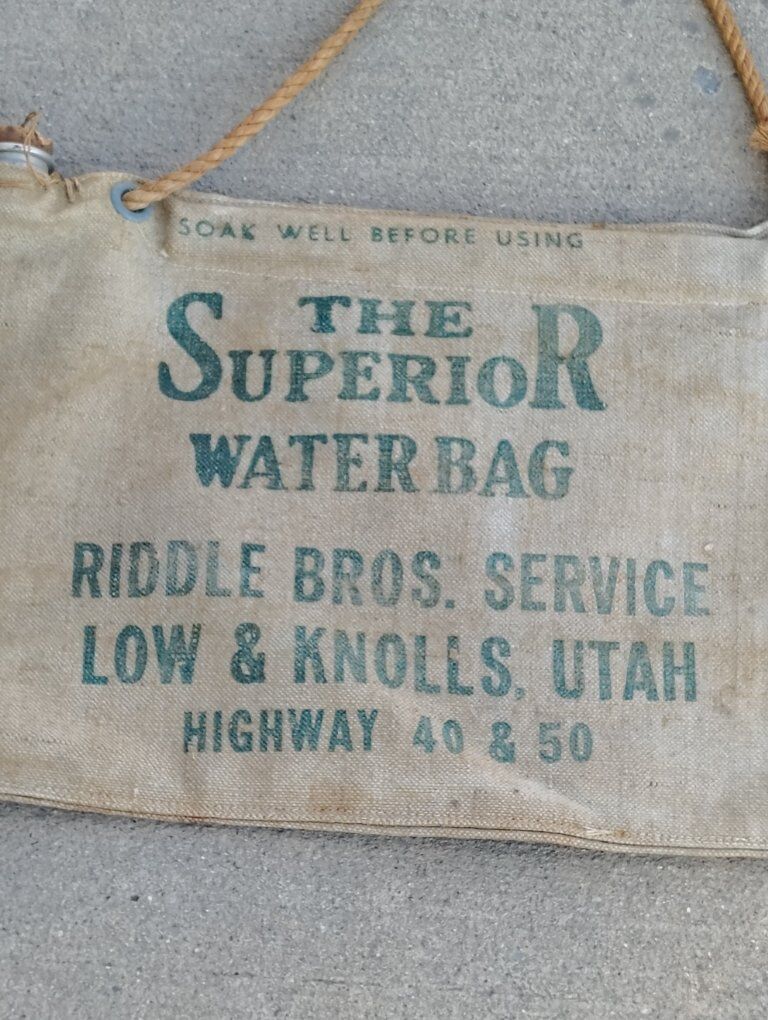 SOAK WELL BEFORE USING
THE
SUPERIOR
WATER BAG
RIDDLE BROS. SERVICE
LOW & KNOLLS, UTAH
HIGHWAY 40 & 50